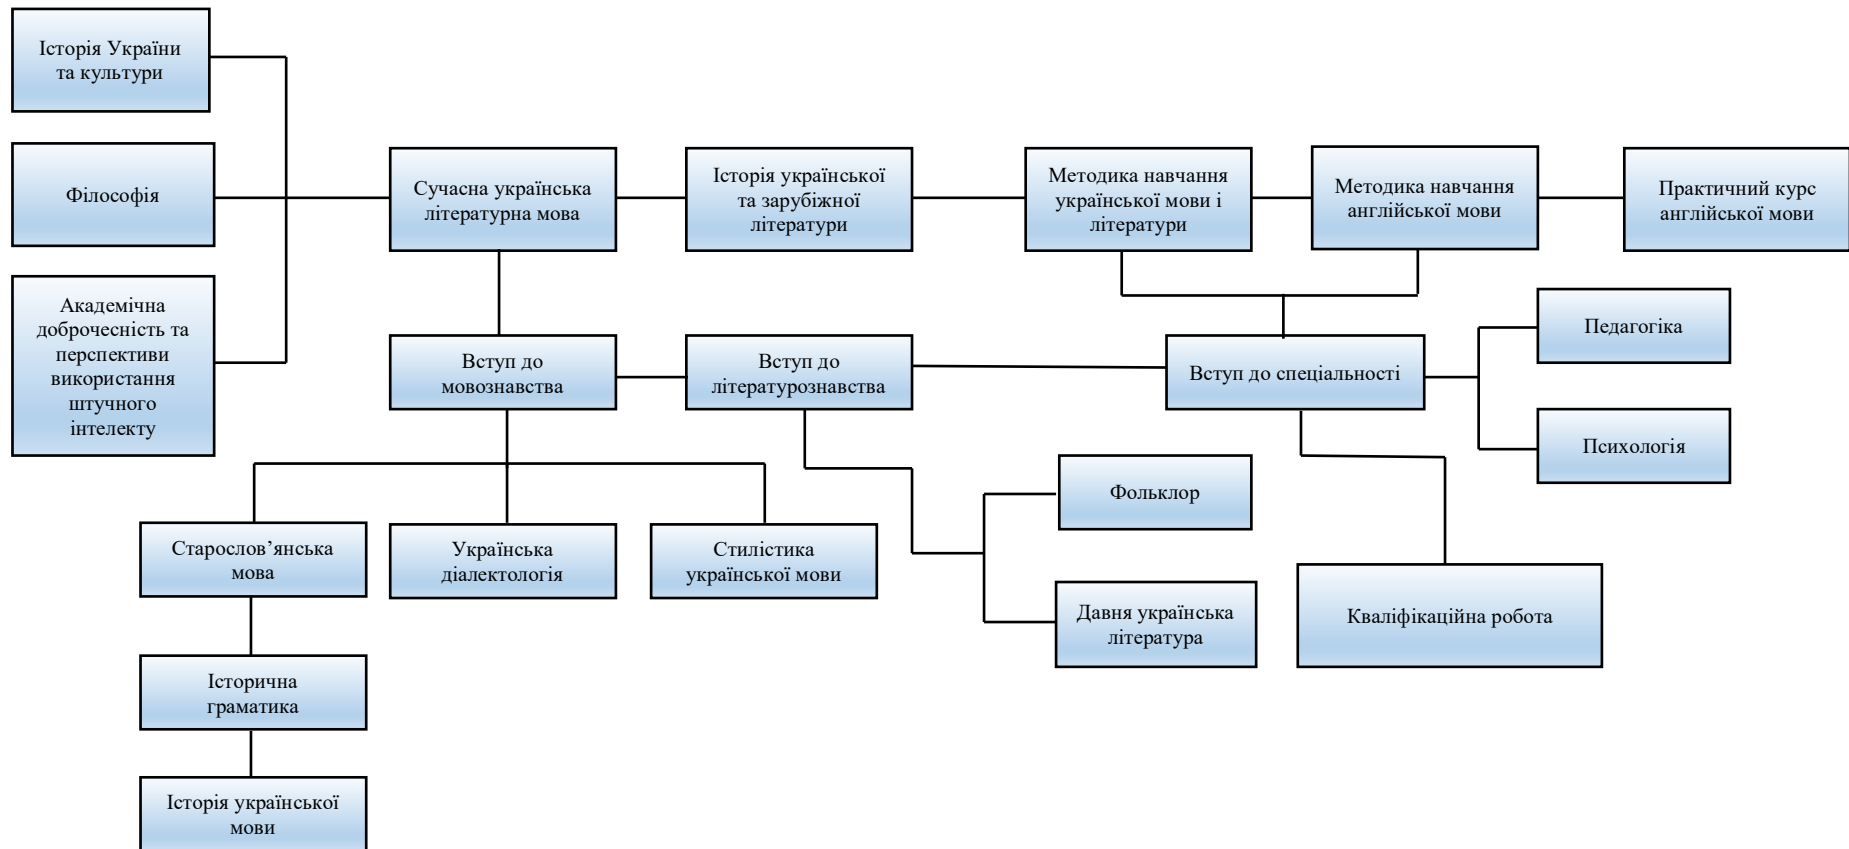 Історія України
та культури
Філософія
Академічна
доброчесність та
перспективи
використання
штучного
інтелекту
Сучасна українська
літературна мова
Історія української
та зарубіжної
літератури
Методика навчання
української мови і
літератури
Методика навчання
англійської мови
Практичний курс
англійської мови
Вступ до
мовознавства
Вступ до
літературознавства
Вступ до спеціальності
Педагогіка
Психологія
Фольклор
Давня українська
література
Кваліфікаційна робота
Старослов’янська
мова
Українська
діалектологія
Стилістика
української мови
Історична
граматика
Історія української
мови